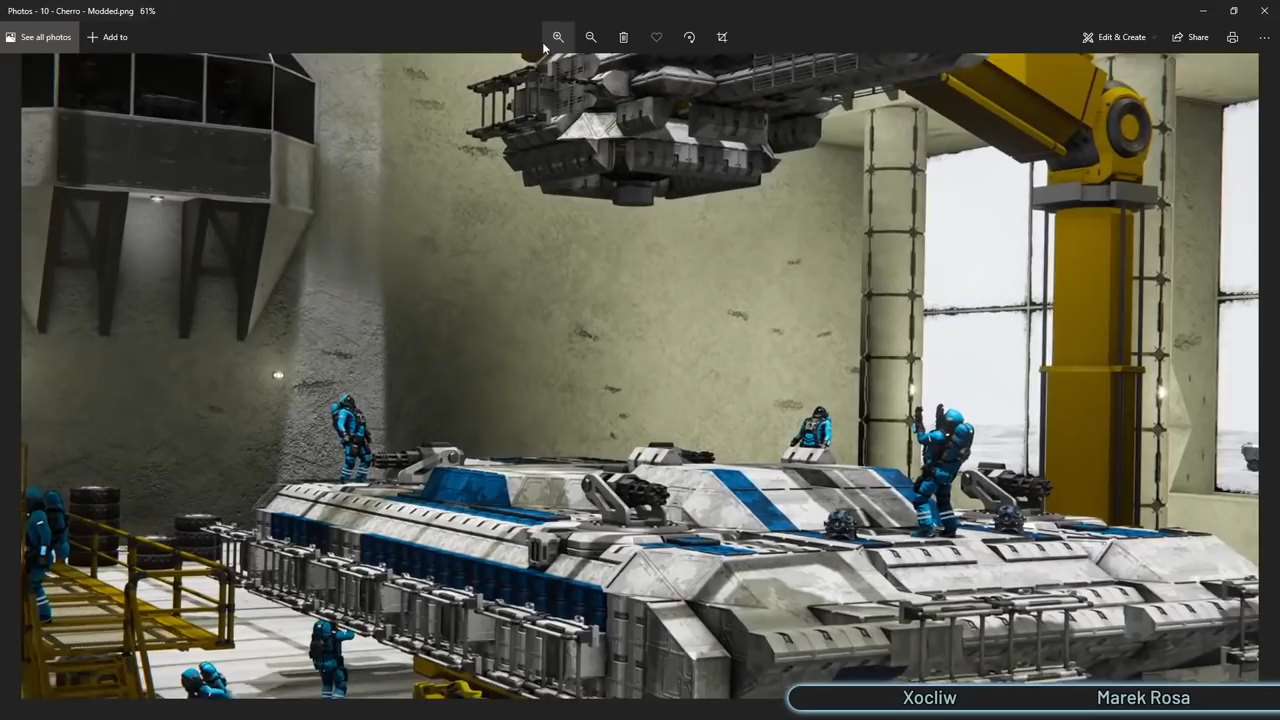 Photos - 10 - Cherro - Modded.png 61%
See all photos
Add to
Edit & Create
Share
Xocliw
Marek Rosa